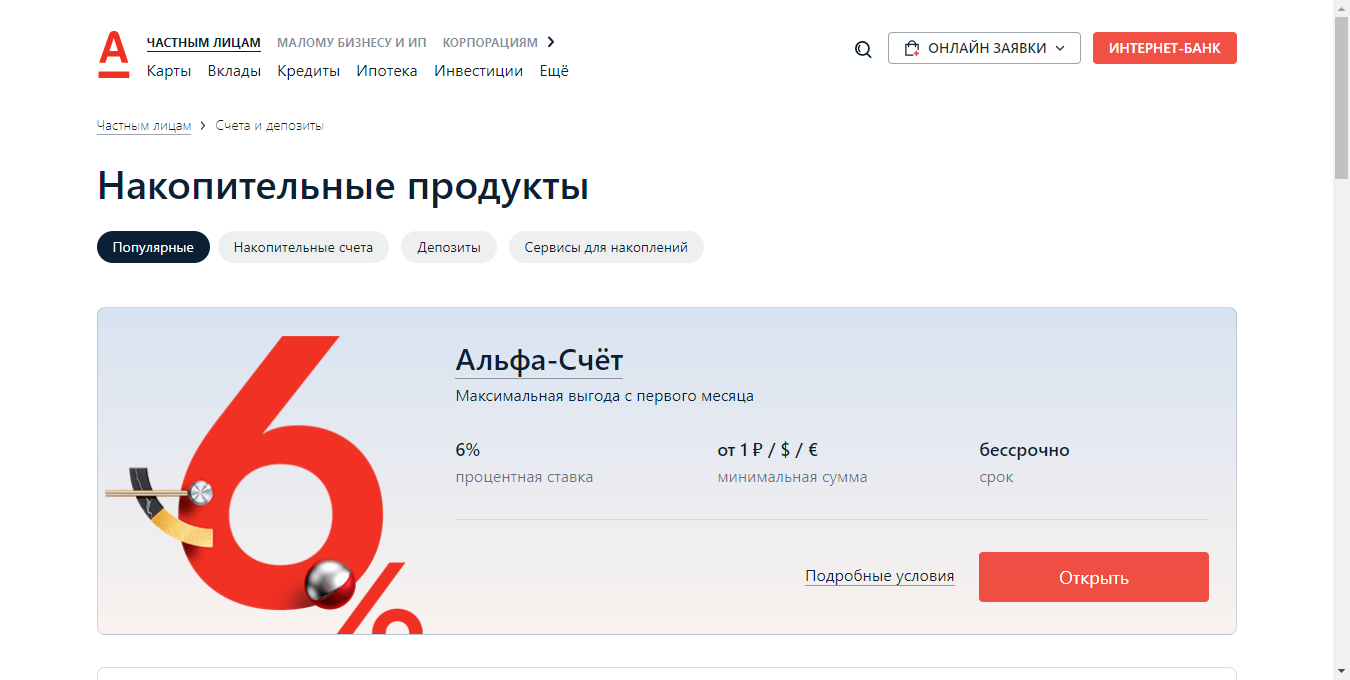 А
ЧАСТНЫМ ЛИЦАМ МАЛОМУ БИЗНЕСУ И ИП КОРПОРАЦИЯМ
Карты Вклады Кредиты Ипотека Инвестиции Ещё
ОНЛАЙН ЗАЯВКИ
ИНТЕРНЕТ-БАНК
Частным лицам > Счета и депозиты
Накопительные продукты
Популярные Накопительные счета Депозиты Сервисы для накоплений
6%
Альфа-Счёт
Максимальная выгода с первого месяца
6% от 1 ₽ / $ / € бессрочно
процентная ставка минимальная сумма срок
Подробные условия Открыть